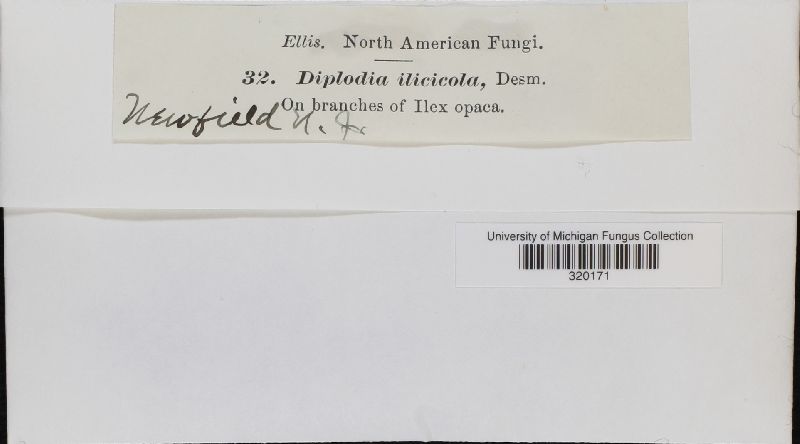 Ellis. North American Fungi.
32. Diplodia ilicicola, Desm.
On branches of Ilex opaca.
Newfield N. J.
University of Michigan Fungus Collection
320171